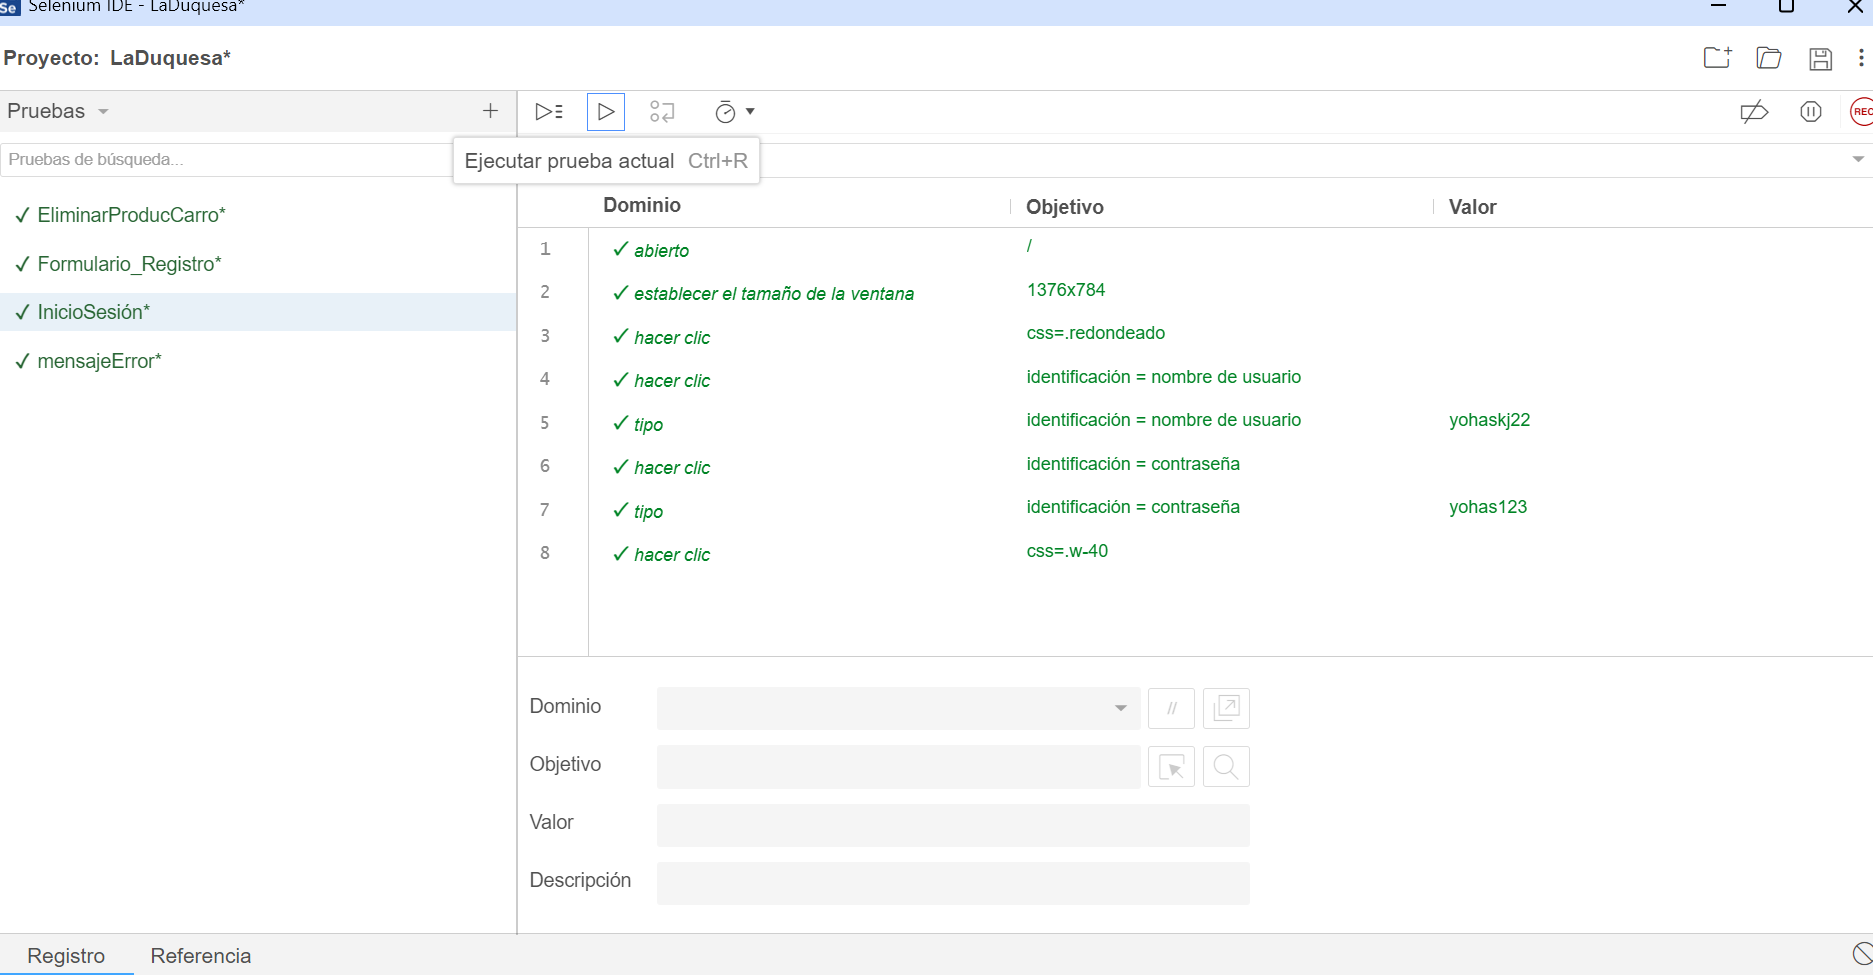 Se Selenium IDE - LaDuquesa*
Proyecto: LaDuquesa*
Pruebas
REC
Pruebas de búsqueda...
Ejecutar prueba actual Ctrl+R
EliminarProducCarro*
Formulario_Registro*
InicioSesión*
mensajeError*
Dominio Objetivo Valor
1 abierto /
2 establecer el tamaño de la ventana 1376x784
3 hacer clic css=.redondeado
4 hacer clic identificación = nombre de usuario
5 tipo identificación = nombre de usuario yohaskj22
6 hacer clic identificación = contraseña
7 tipo identificación = contraseña yohas123
8 hacer clic css=.w-40
Dominio //
Objetivo
Valor
Descripción
Registro Referencia